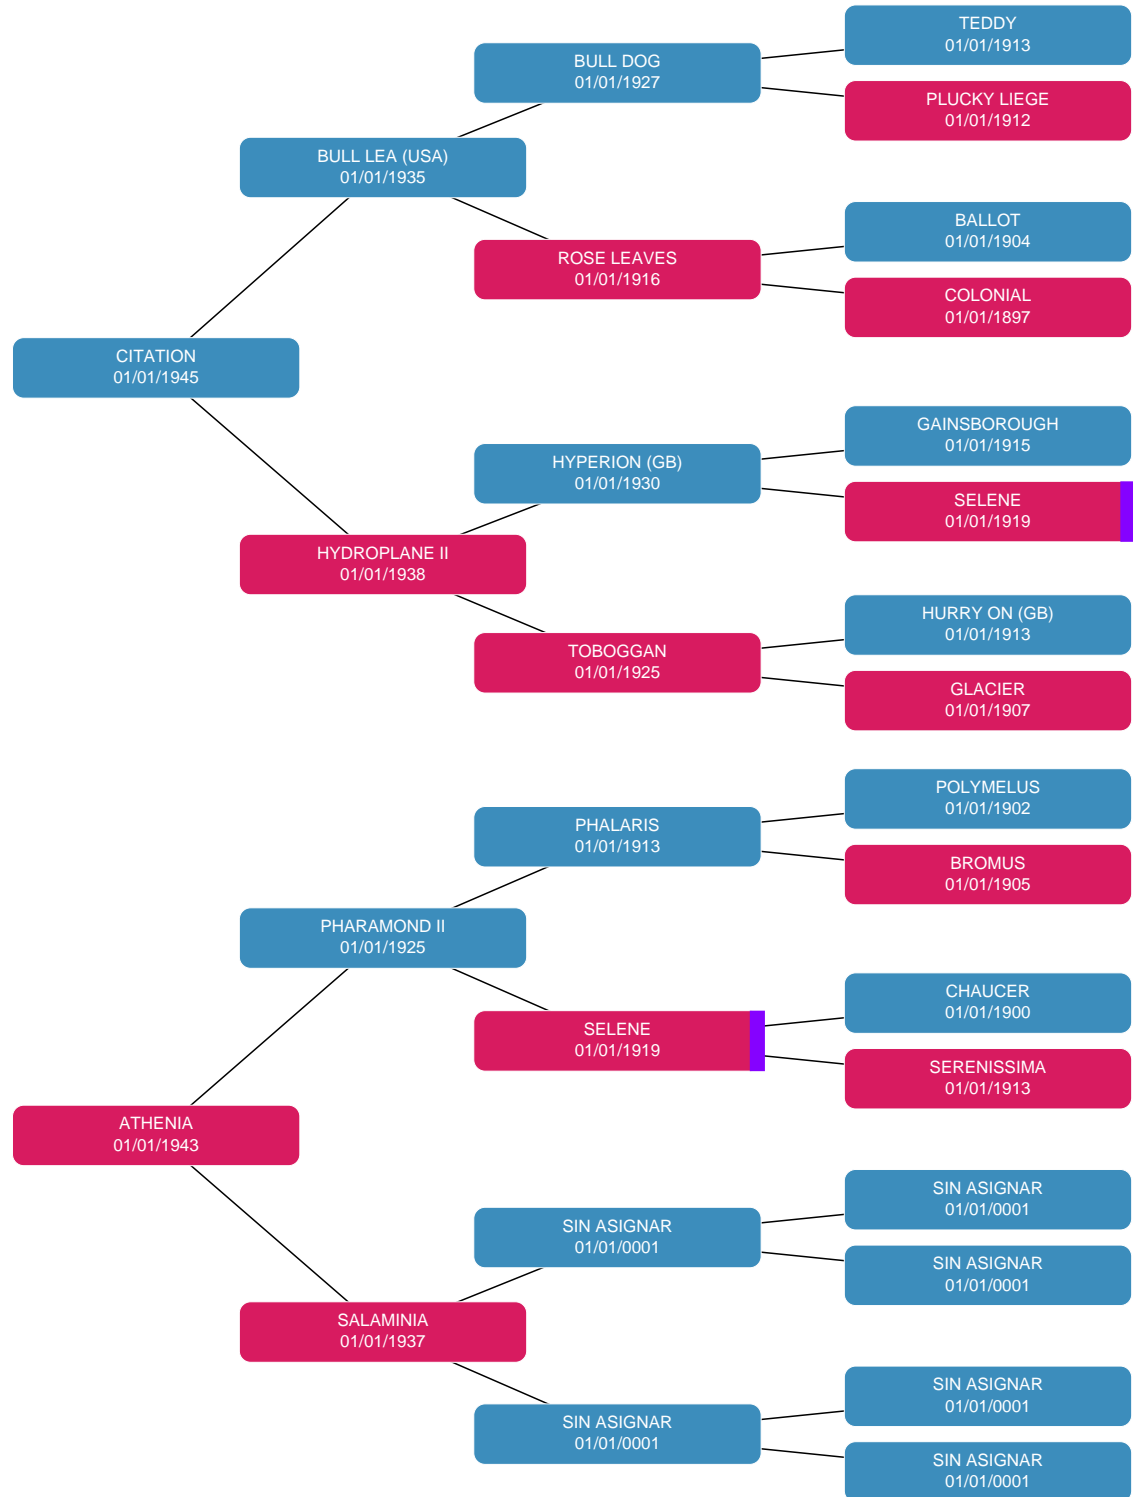 TEDDY
01/01/1913
BULL DOG
01/01/1927
PLUCKY LIEGE
01/01/1912
BULL LEA (USA)
01/01/1935
BALLOT
01/01/1904
ROSE LEAVES
01/01/1916
COLONIAL
01/01/1897
CITATION
01/01/1945
GAINSBOROUGH
01/01/1915
HYPERION (GB)
01/01/1930
SELENE
01/01/1919
HYDROPLANE II
01/01/1938
HURRY ON (GB)
01/01/1913
TOBOGGAN
01/01/1925
GLACIER
01/01/1907
POLYMELUS
01/01/1902
PHALARIS
01/01/1913
BROMUS
01/01/1905
PHARAMOND II
01/01/1925
CHAUCER
01/01/1900
SELENE
01/01/1919
SERENISSIMA
01/01/1913
ATHENIA
01/01/1943
SIN ASIGNAR
01/01/0001
SIN ASIGNAR
01/01/0001
SIN ASIGNAR
01/01/0001
SALAMINIA
01/01/1937
SIN ASIGNAR
01/01/0001
SIN ASIGNAR
01/01/0001
SIN ASIGNAR
01/01/0001